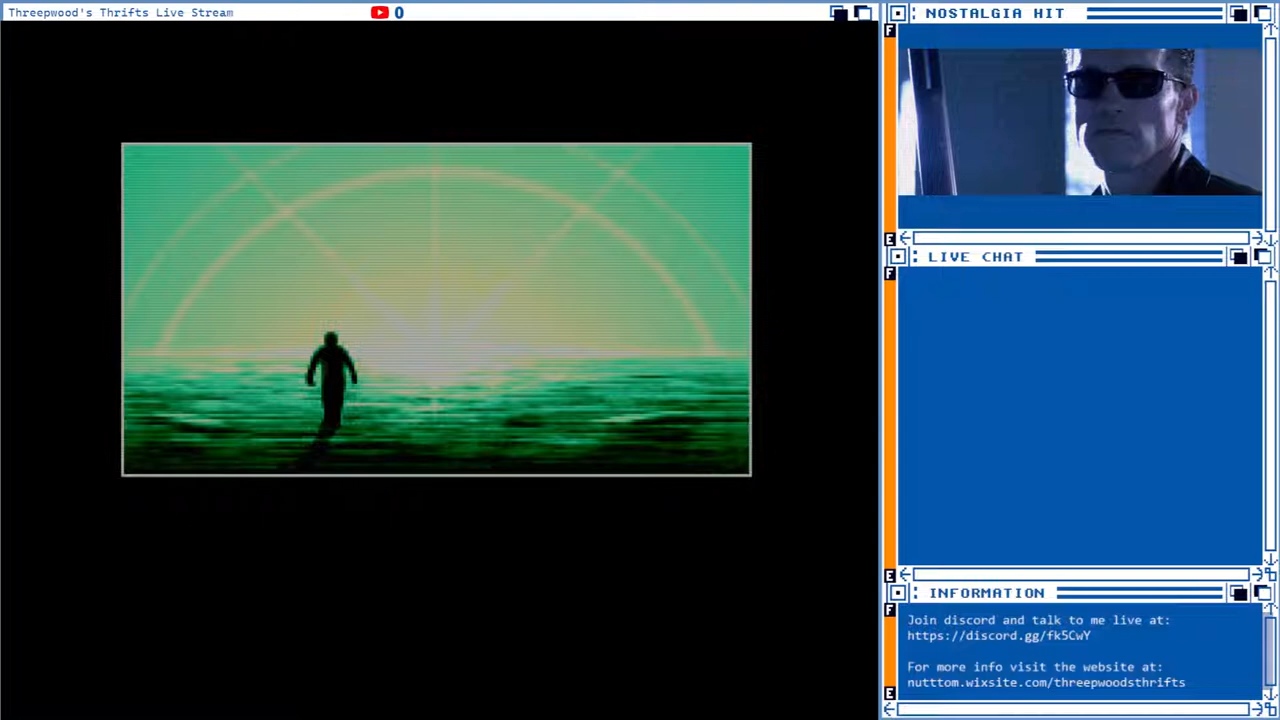 Threepwood's Thrifts Live Stream
0
: NOSTALGIA HIT
F
E
: LIVE CHAT
F
E
: INFORMATION
F
Join discord and talk to me live at:
https://discord.gg/fk5CwY
For more info visit the website at:
nutttom.wixsite.com/threepwoodsthrifts
E